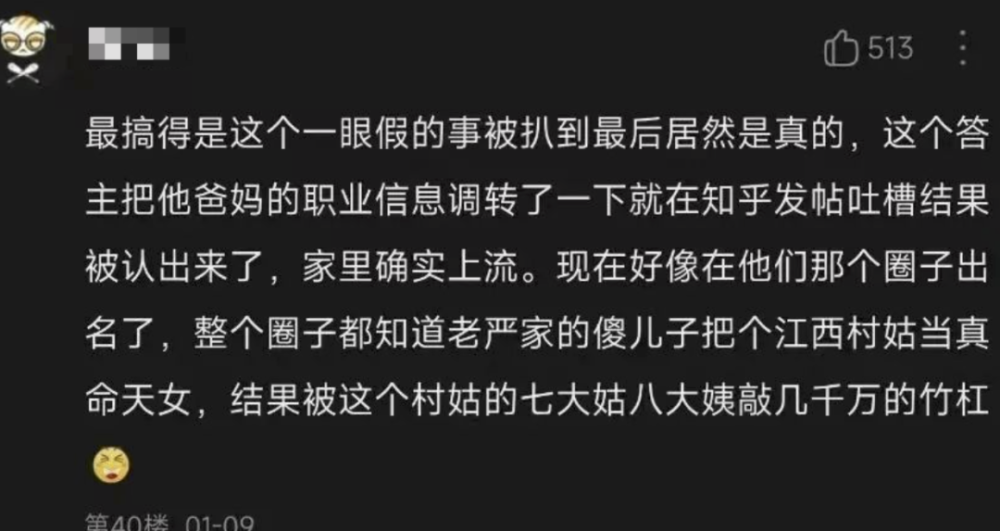 513
最搞得是这个一眼假的事被扒到最后居然是真的，这个答
主把他爸妈的职业信息调转了一下就在知乎发帖吐槽结果
被认出来了，家里确实上流。现在好像在他们那个圈子出
名了，整个圈子都知道老严家的傻儿子把个江西村姑当真
命天女，结果被这个村姑的七大姑八大姨敲几千万的竹杠
第40楼 01-09